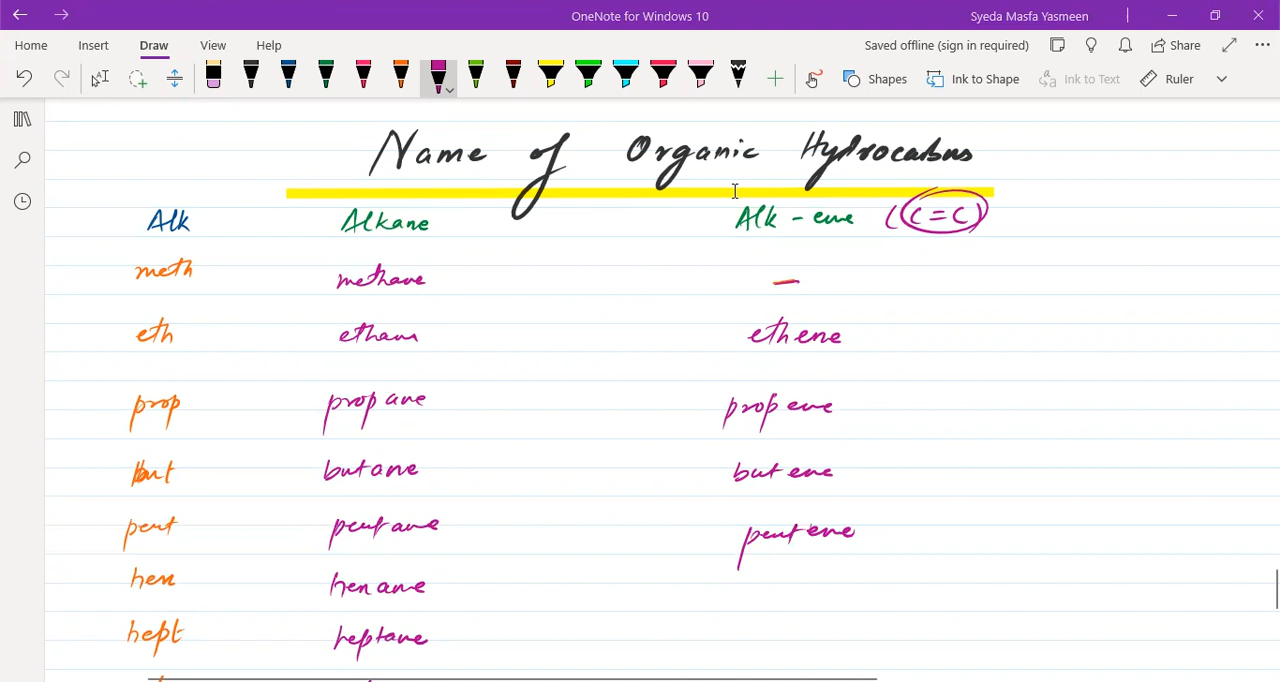 OneNote for Windows 10 Syeda Masfa Yasmeen
Home Insert Draw View Help Saved offline (sign in required) Share
Shapes Ink to Shape Ink to Text Ruler
Name of Organic Hydrocarbons
Alk Alkane Alk - ene (C=C)
meth methane —
eth ethane ethene
prop propane propene
but butane butene
pent pentane pentene
hex hexane
hept heptane